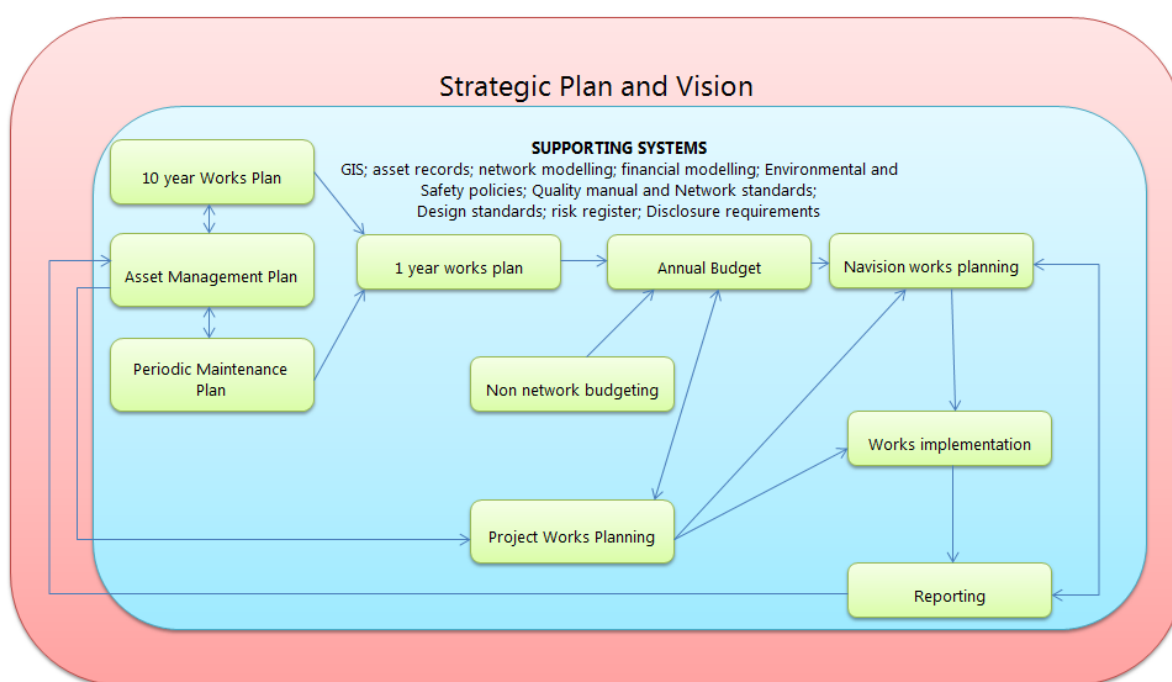 Strategic Plan and Vision
SUPPORTING SYSTEMS
GIS; asset records; network modelling; financial modelling; Environmental and
Safety policies; Quality manual and Network standards;
Design standards; risk register; Disclosure requirements
10 year Works Plan
Asset Management Plan
Periodic Maintenance
Plan
1 year works plan
Annual Budget
Navision works planning
Non network budgeting
Works implementation
Project Works Planning
Reporting